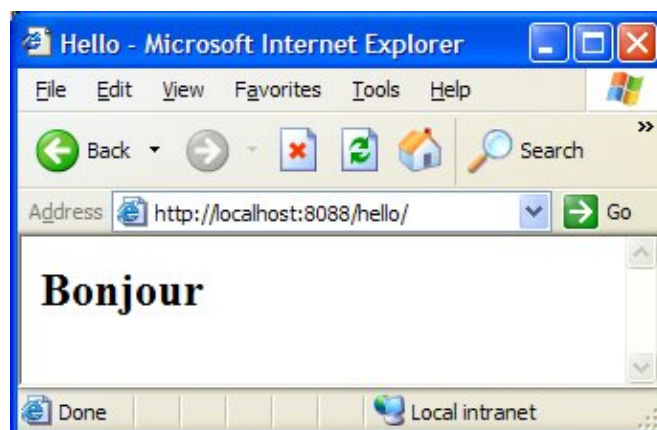 Hello - Microsoft Internet Explorer
File Edit View Favorites Tools Help
Back Search »
Address http://localhost:8088/hello/ Go
Bonjour
Done Local intranet